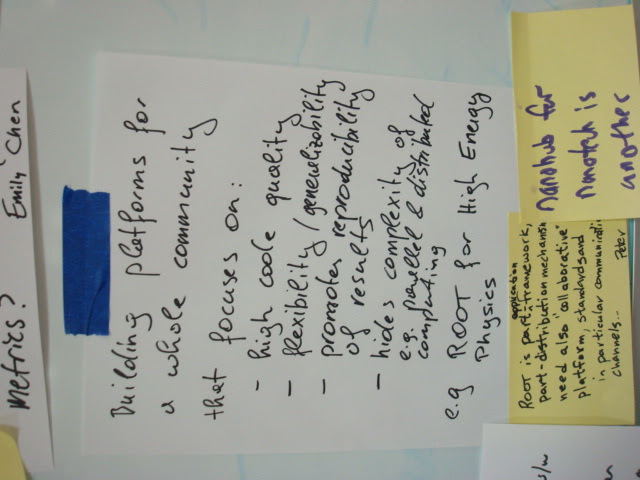 metrics?
Emily Chen
Building platforms for
a whole community
that focuses on:
- high code quality
- flexibility / generelizability
- promotes reproducibility
of results
- hides complexity of
e.g. parallel & distributed
computing
e.g ROOT for High Energy
Physics
s/w
application
ROOT is part-framework,
part-distribution mechanism
need also "collaborative"
platform, standards and
in particular communication
channels...
Peter
nanohub for
nanotech is
another